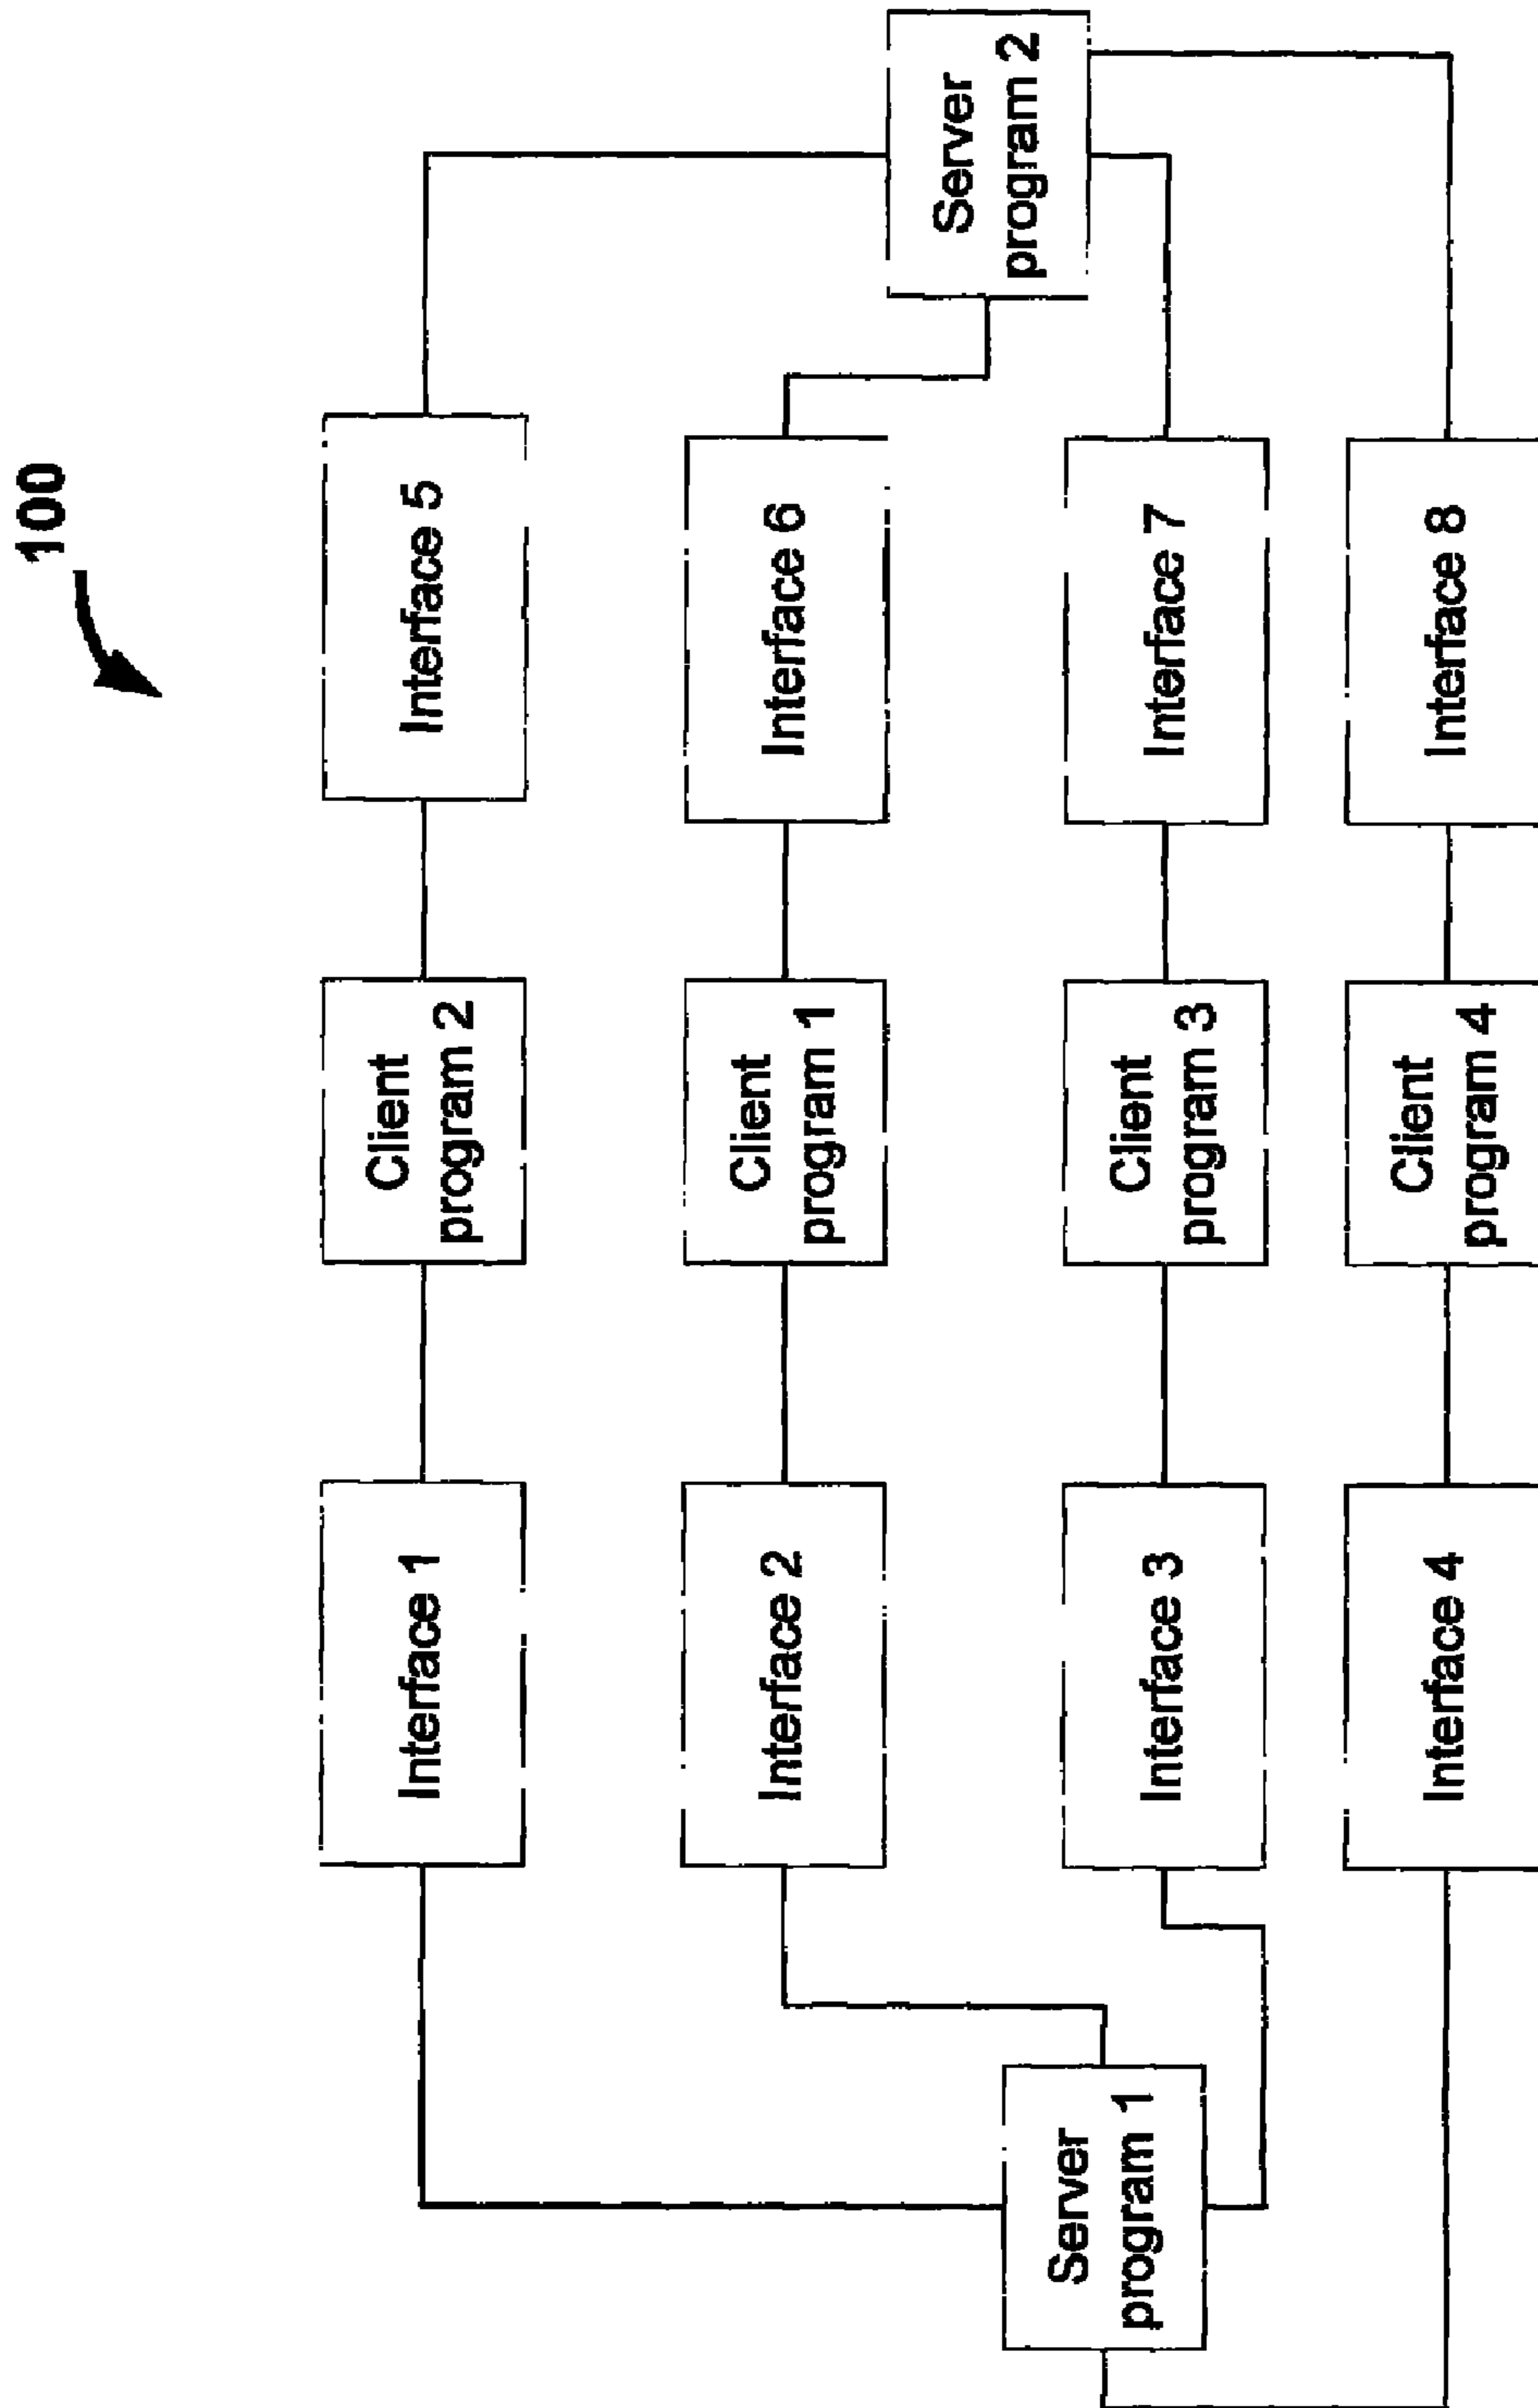 100
Interface 1
Client
program 2
Interface 5
Interface 2
Client
program 1
Interface 6
Server
program 2
Server
program 1
Interface 3
Client
program 3
Interface 7
Interface 4
Client
program 4
Interface 8